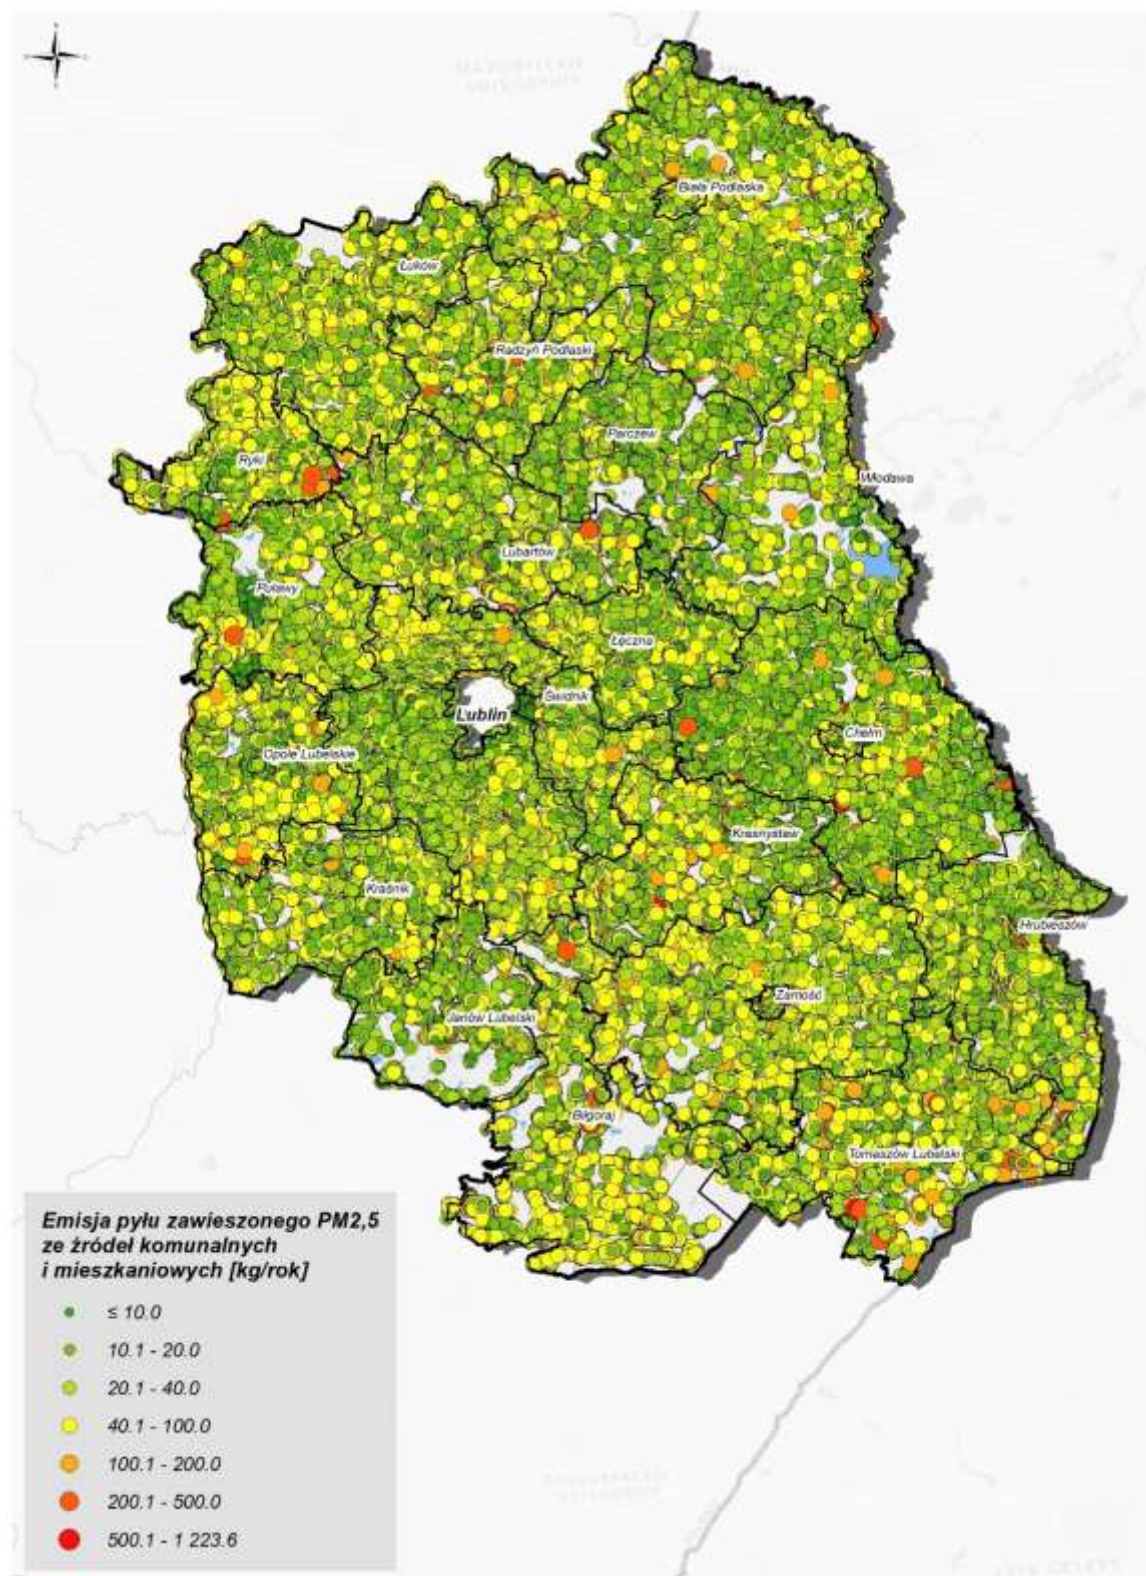 Biała Podlaska
Łuków
Radzyń Podlaski
Parczew
Ryki
Włodawa
Lubartów
Puławy
Łęczna
Świdnik
Lublin
Chełm
Opole Lubelskie
Krasnystaw
Kraśnik
Hrubieszów
Zamość
Janów Lubelski
Biłgoraj
Tomaszów Lubelski
Emisja pyłu zawieszonego PM2,5
ze źródeł komunalnych
i mieszkaniowych [kg/rok]
≤ 10.0
10.1 - 20.0
20.1 - 40.0
40.1 - 100.0
100.1 - 200.0
200.1 - 500.0
500.1 - 1 223.6